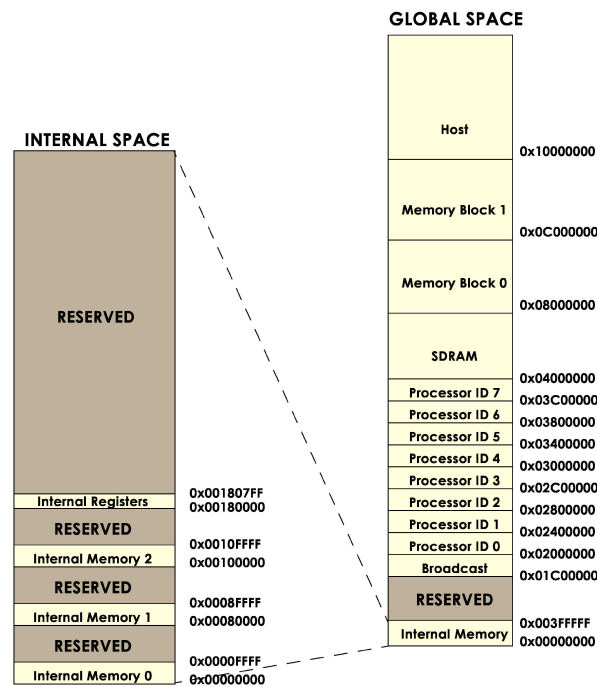 GLOBAL SPACE
Host
0x10000000
Memory Block 1
0x0C000000
Memory Block 0
0x08000000
SDRAM
0x04000000
Processor ID 7
0x03C00000
Processor ID 6
0x03800000
Processor ID 5
0x03400000
Processor ID 4
0x03000000
Processor ID 3
0x02C00000
Processor ID 2
0x02800000
Processor ID 1
0x02400000
Processor ID 0
0x02000000
Broadcast
0x01C00000
RESERVED
0x003FFFFF
Internal Memory
0x00000000
INTERNAL SPACE
RESERVED
0x001807FF
Internal Registers
0x00180000
RESERVED
0x0010FFFF
Internal Memory 2
0x00100000
RESERVED
0x0008FFFF
Internal Memory 1
0x00080000
RESERVED
0x0000FFFF
Internal Memory 0
0x00000000